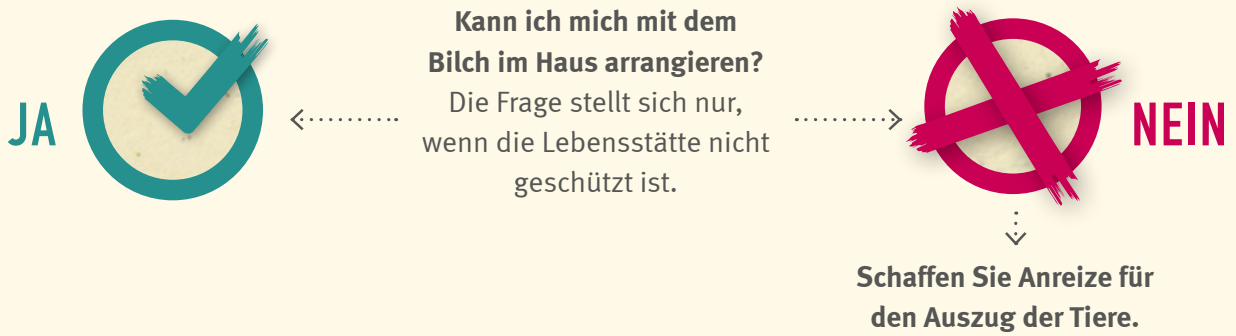 Kann ich mich mit dem
Bilch im Haus arrangieren?
Die Frage stellt sich nur,
wenn die Lebensstätte nicht
geschützt ist.
JA
NEIN
Schaffen Sie Anreize für
den Auszug der Tiere.